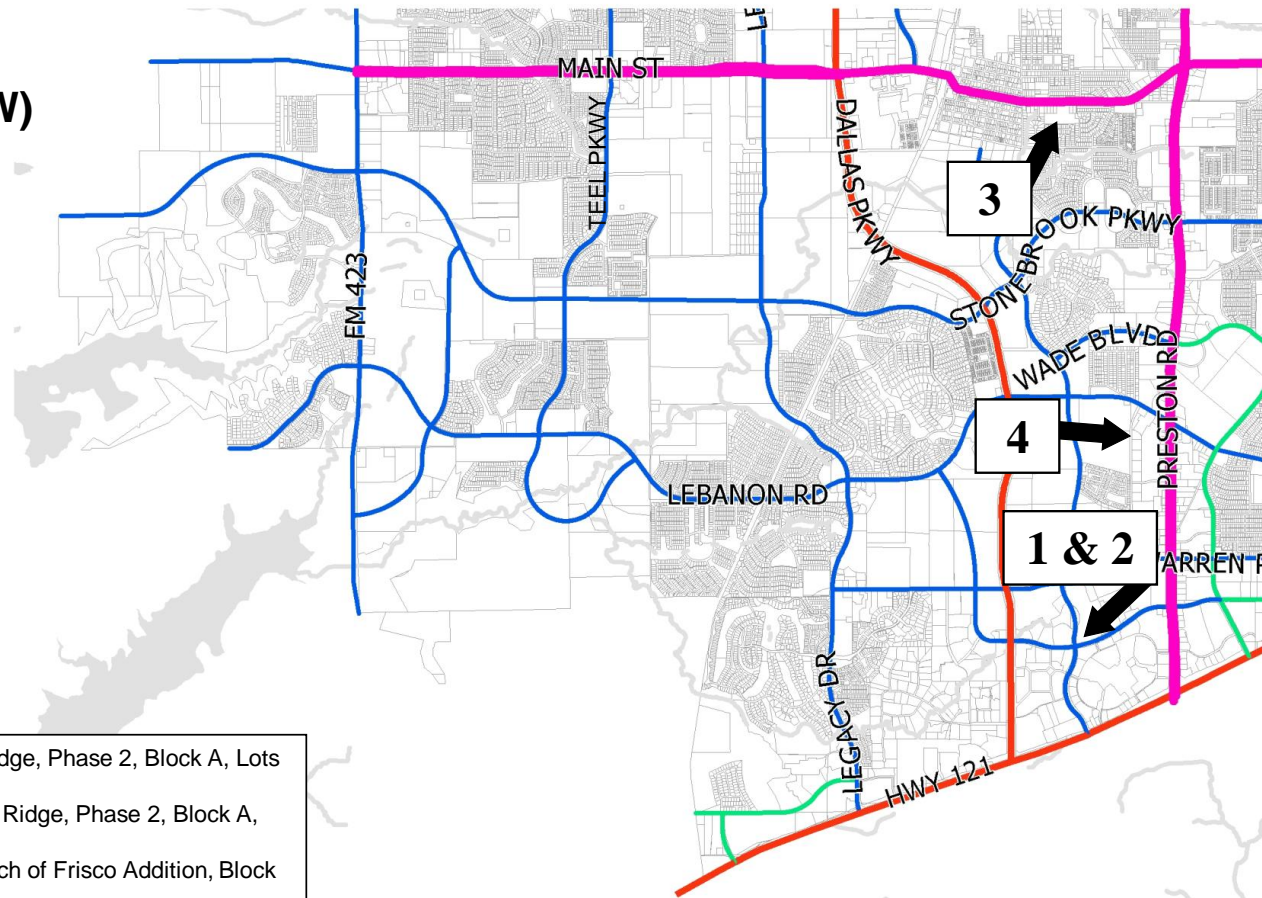 W)
MAIN ST
TEEL PKWY
DALLAS PKWY
3
STONEBROOK PKWY
FM 423
WADE BLVD
PRESTON RD
4
LEBANON RD
1 & 2
LEGACY DR
HWY 121
dge, Phase 2, Block A, Lots
Ridge, Phase 2, Block A,
ch of Frisco Addition, Block